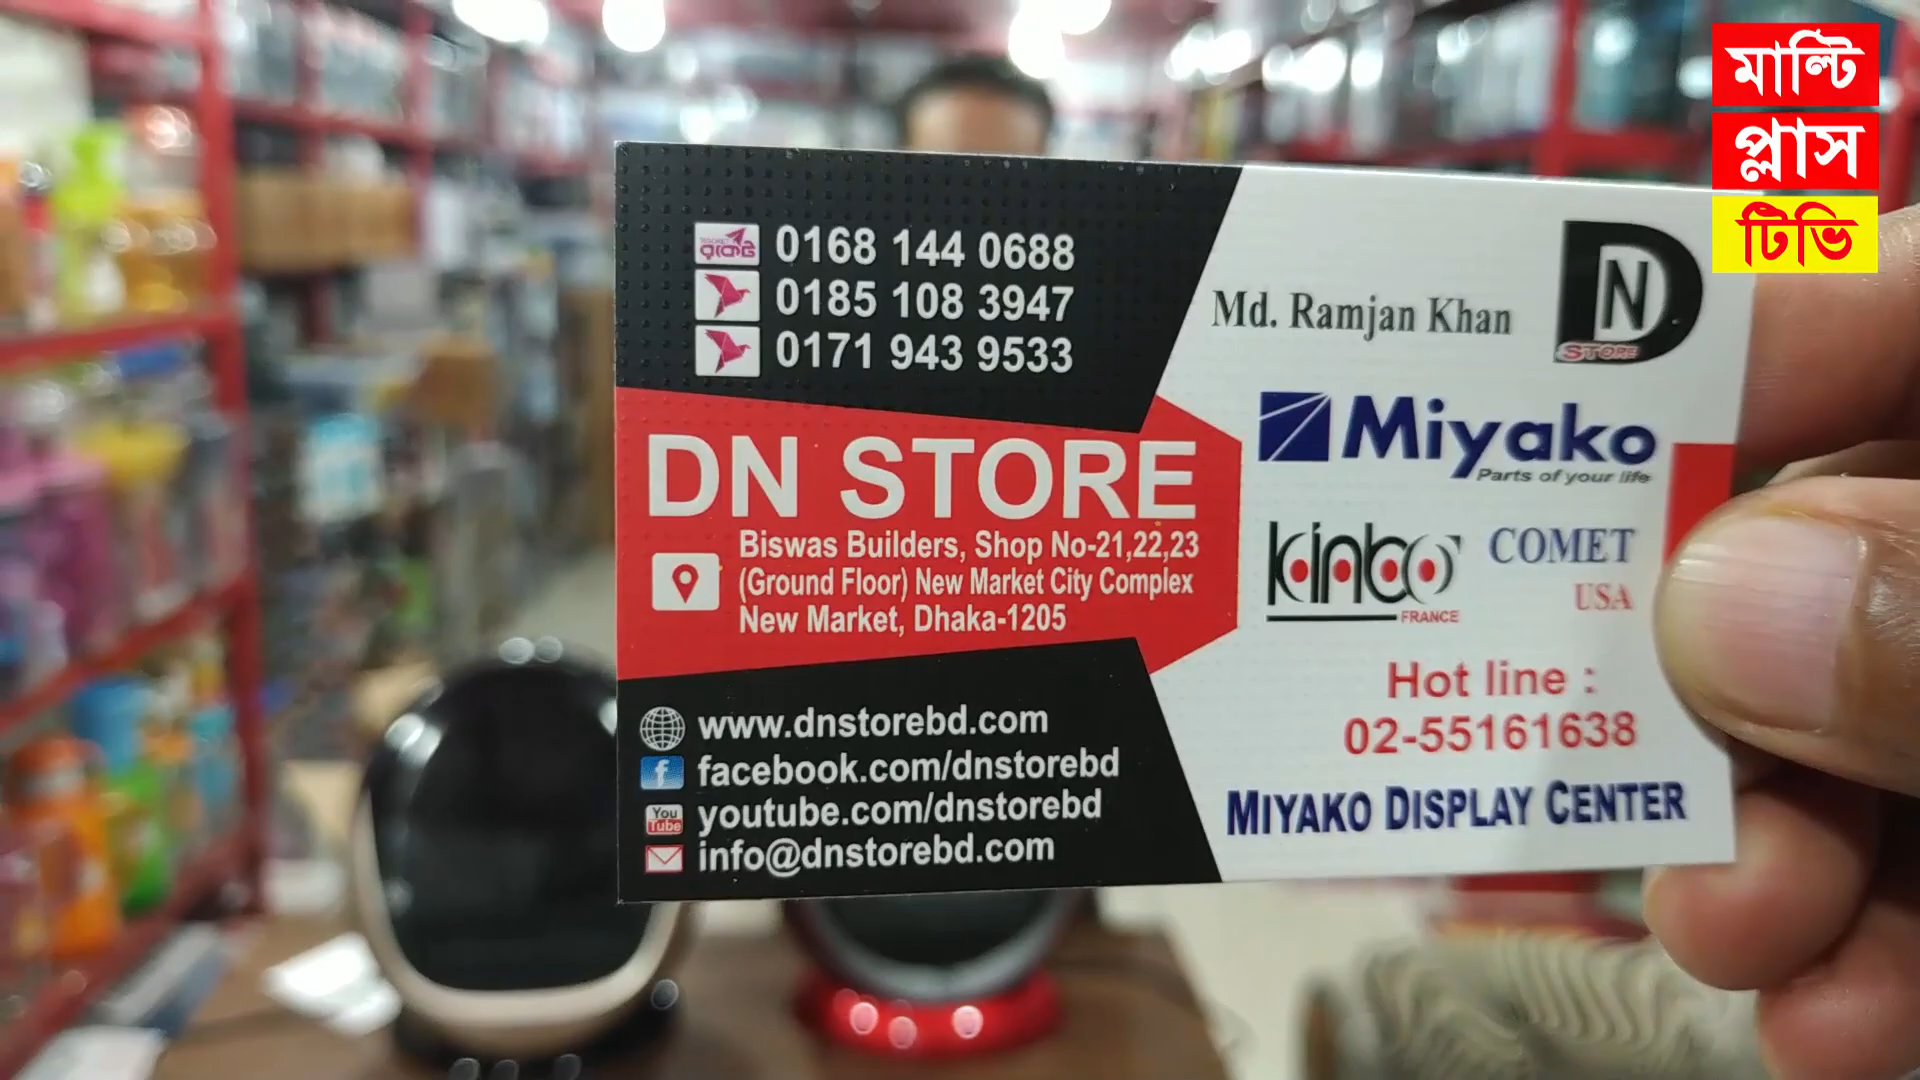 মাল্টি
প্লাস
টিভি
রকেট
0168 144 0688
0185 108 3947
0171 943 9533
DN STORE
Biswas Builders, Shop No-21,22,23
(Ground Floor) New Market City Complex
New Market, Dhaka-1205
www.dnstorebd.com
facebook.com/dnstorebd
You
Tube
youtube.com/dnstorebd
info@dnstorebd.com
Md. Ramjan Khan
DN
STORE
Miyako
Parts of your life
kinbo
FRANCE
COMET
USA
Hot line :
02-55161638
MIYAKO DISPLAY CENTER